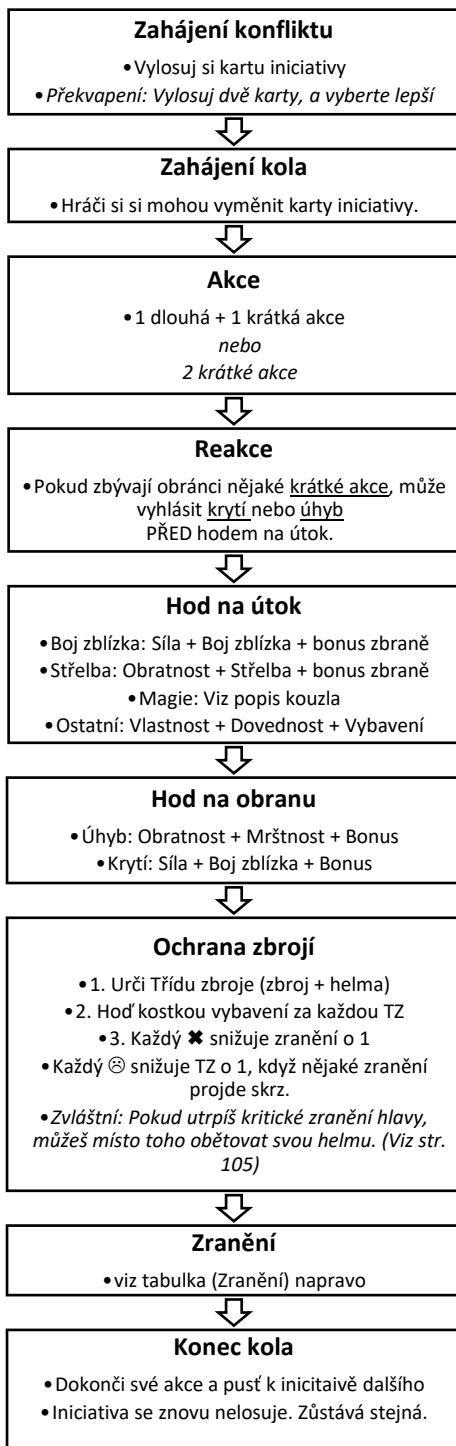 Zahájení konfliktu
•Vylosuj si kartu iniciativy
•Překvapení: Vylosuj dvě karty, a vyberte lepší
Zahájení kola
•Hráči si si mohou vyměnit karty iniciativy.
Akce
•1 dlouhá + 1 krátká akce
nebo
2 krátké akce
Reakce
•Pokud zbývají obránci nějaké krátké akce, může
vyhlásit krytí nebo úhyb
PŘED hodem na útok.
Hod na útok
•Boj zblízka: Síla + Boj zblízka + bonus zbraně
•Střelba: Obratnost + Střelba + bonus zbraně
•Magie: Viz popis kouzla
•Ostatní: Vlastnost + Dovednost + Vybavení
Hod na obranu
•Úhyb: Obratnost + Mrštnost + Bonus
•Krytí: Síla + Boj zblízka + Bonus
Ochrana zbrojí
•1. Urči Třídu zbroje (zbroj + helma)
•2. Hoď kostkou vybavení za každou TZ
•3. Každý ✖ snižuje zranění o 1
•Každý ☹ snižuje TZ o 1, když nějaké zranění
projde skrz.
•Zvláštní: Pokud utrpíš kritické zranění hlavy,
můžeš místo toho obětovat svou helmu. (Viz str.
105)
Zranění
•viz tabulka (Zranění) napravo
Konec kola
•Dokonči své akce a pusť k inicitaivě dalšího
•Iniciativa se znovu nelosuje. Zůstává stejná.